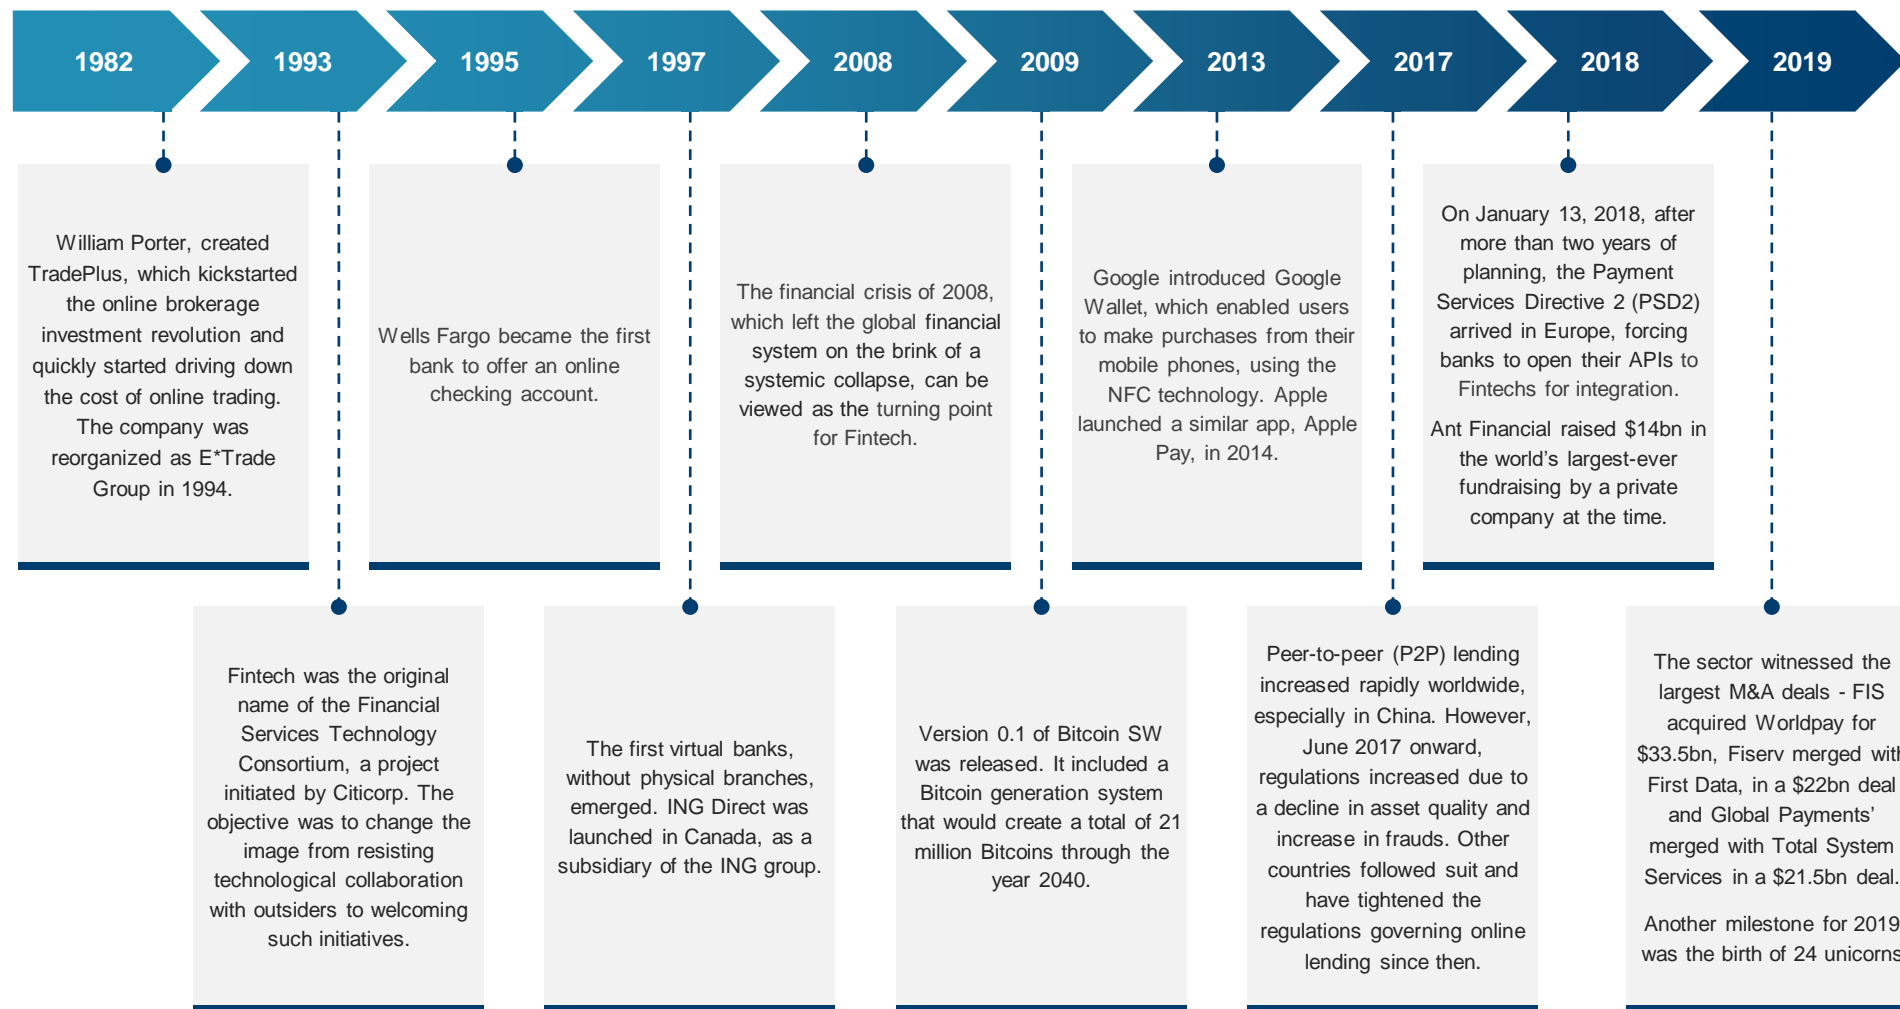 1982
1993
1995
1997
2008
2009
2013
2017
2018
2019
William Porter, created
TradePlus, which kickstarted
the online brokerage
investment revolution and
quickly started driving down
the cost of online trading.
The company was
reorganized as E*Trade
Group in 1994.
Wells Fargo became the first
bank to offer an online
checking account.
The financial crisis of 2008,
which left the global financial
system on the brink of a
systemic collapse, can be
viewed as the turning point
for Fintech.
Google introduced Google
Wallet, which enabled users
to make purchases from their
mobile phones, using the
NFC technology. Apple
launched a similar app, Apple
Pay, in 2014.
On January 13, 2018, after
more than two years of
planning, the Payment
Services Directive 2 (PSD2)
arrived in Europe, forcing
banks to open their APIs to
Fintechs for integration.
Ant Financial raised $14bn in
the world's largest-ever
fundraising by a private
company at the time.
Fintech was the original
name of the Financial
Services Technology
Consortium, a project
initiated by Citicorp. The
objective was to change the
image from resisting
technological collaboration
with outsiders to welcoming
such initiatives.
The first virtual banks,
without physical branches,
emerged. ING Direct was
launched in Canada, as a
subsidiary of the ING group.
Version 0.1 of Bitcoin SW
was released. It included a
Bitcoin generation system
that would create a total of 21
million Bitcoins through the
year 2040.
Peer-to-peer (P2P) lending
increased rapidly worldwide,
especially in China. However,
June 2017 onward,
regulations increased due to
a decline in asset quality and
increase in frauds. Other
countries followed suit and
have tightened the
regulations governing online
lending since then.
The sector witnessed the
largest M&A deals - FIS
acquired Worldpay for
$33.5bn, Fiserv merged with
First Data, in a $22bn deal
and Global Payments'
merged with Total System
Services in a $21.5bn deal.
Another milestone for 2019
was the birth of 24 unicorns